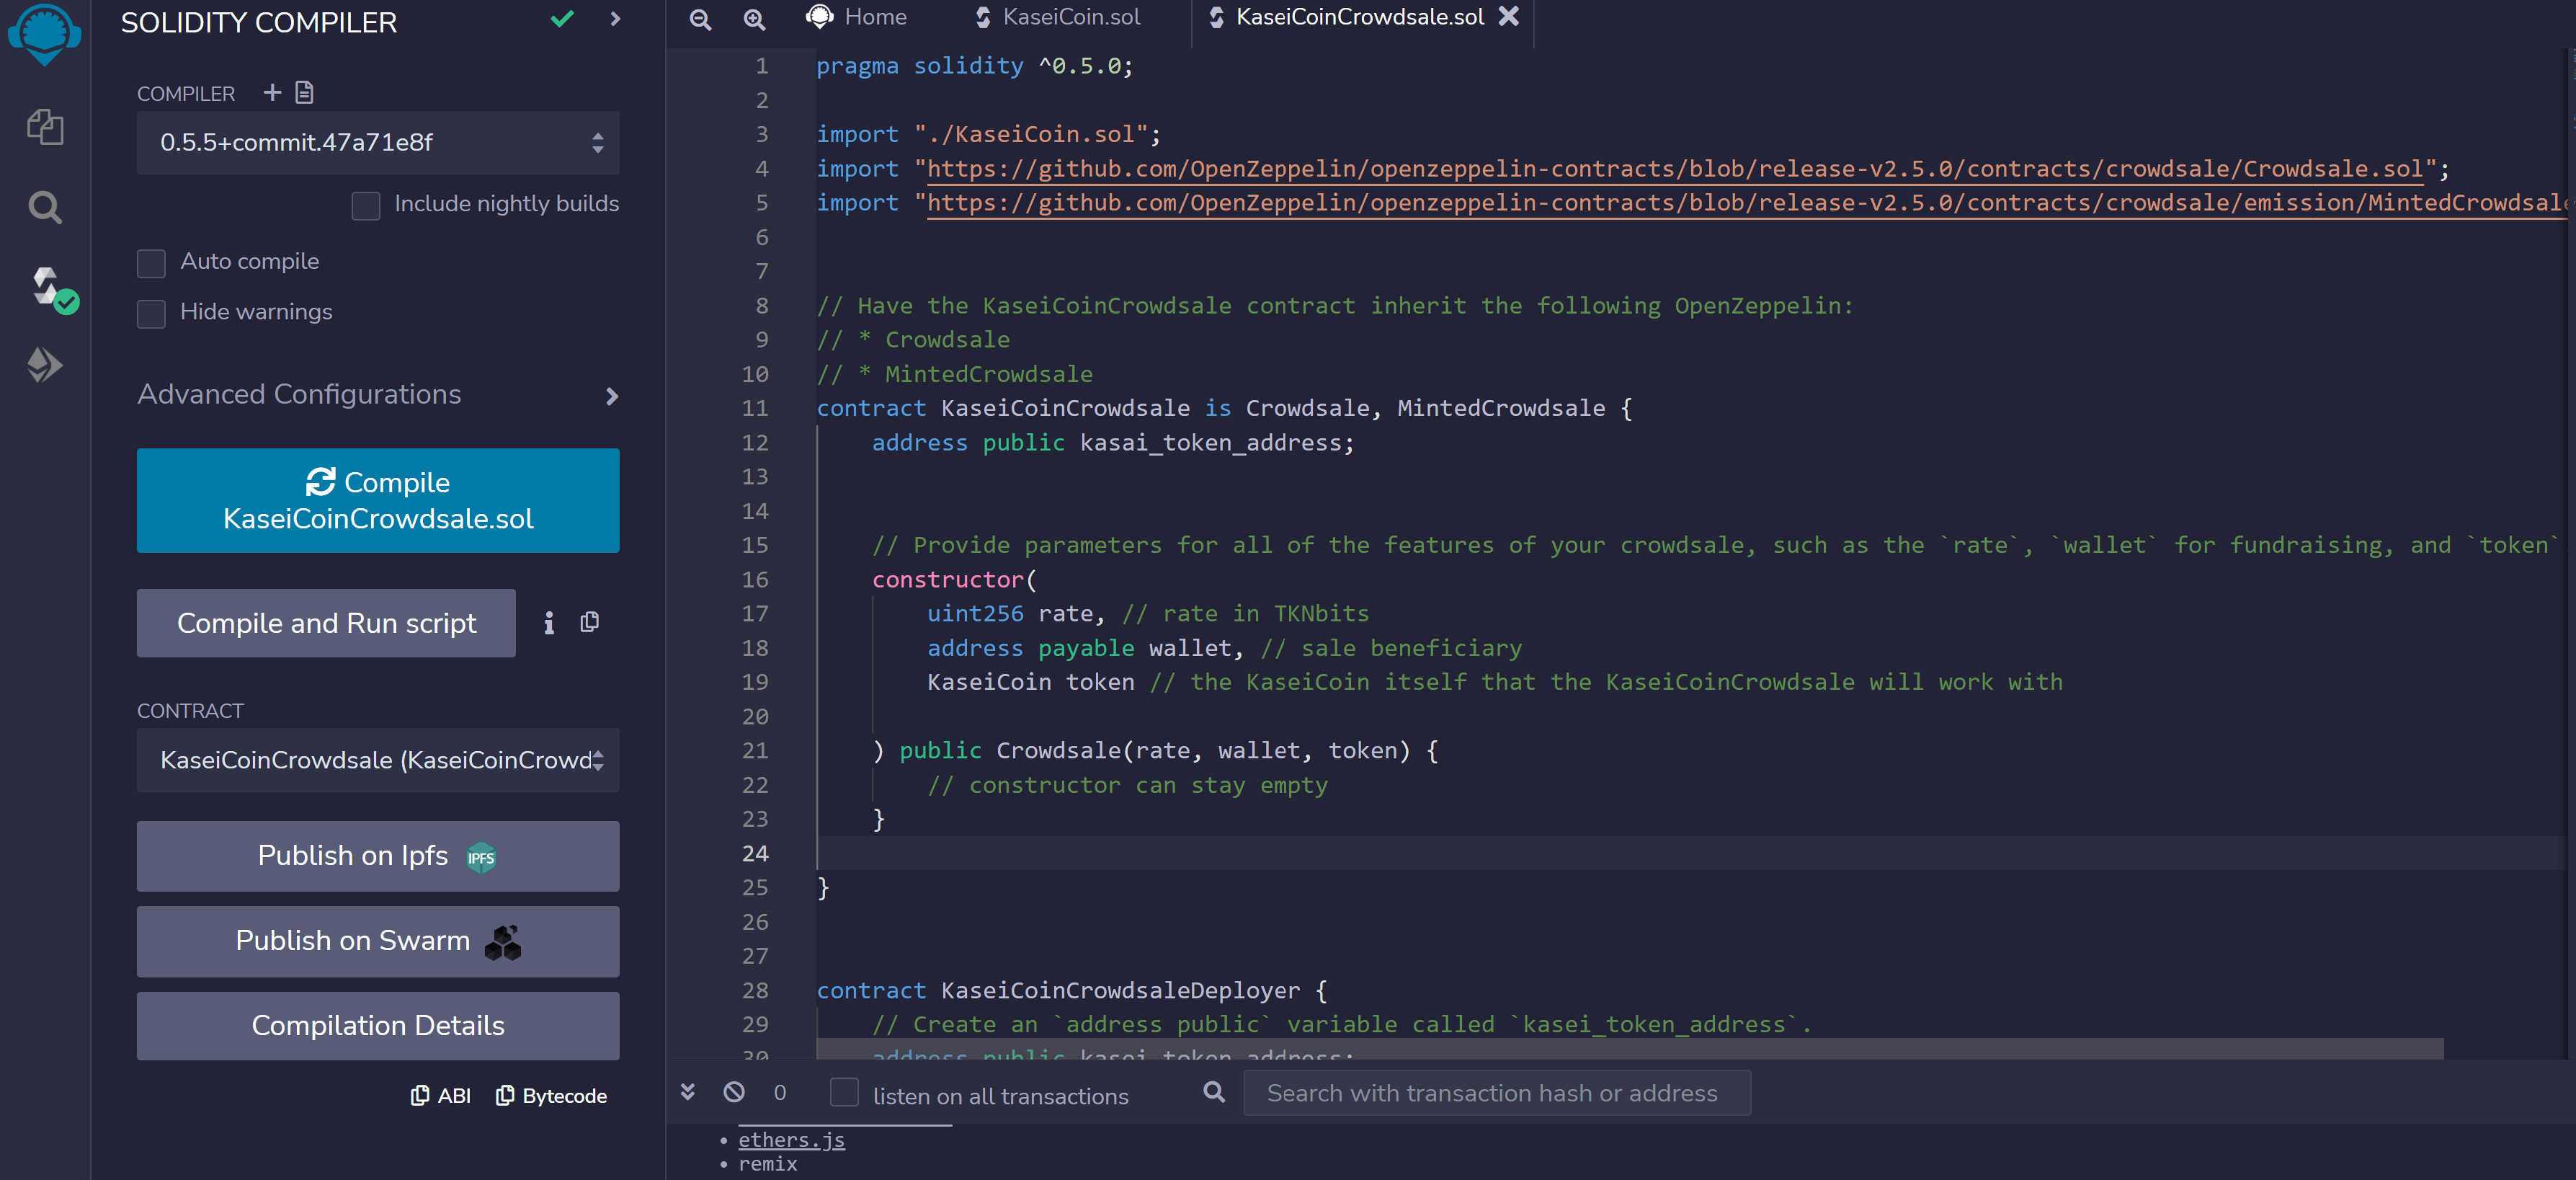 SOLIDITY COMPILER
COMPILER
0.5.5+commit.47a71e8f
Include nightly builds
Auto compile
Hide warnings
Advanced Configurations
Compile
KaseiCoinCrowdsale.sol
Compile and Run script
CONTRACT
KaseiCoinCrowdsale (KaseiCoinCrowd
Publish on Ipfs IPFS
Publish on Swarm
Compilation Details
ABI Bytecode
Home KaseiCoin.sol KaseiCoinCrowdsale.sol
1 pragma solidity ^0.5.0;
2
3 import "./KaseiCoin.sol";
4 import "https://github.com/OpenZeppelin/openzeppelin-contracts/blob/release-v2.5.0/contracts/crowdsale/Crowdsale.sol";
5 import "https://github.com/OpenZeppelin/openzeppelin-contracts/blob/release-v2.5.0/contracts/crowdsale/emission/MintedCrowdsale
6
7
8 // Have the KaseiCoinCrowdsale contract inherit the following OpenZeppelin:
9 // * Crowdsale
10 // * MintedCrowdsale
11 contract KaseiCoinCrowdsale is Crowdsale, MintedCrowdsale {
12 address public kasai_token_address;
13
14
15 // Provide parameters for all of the features of your crowdsale, such as the `rate`, `wallet` for fundraising, and `token`
16 constructor(
17 uint256 rate, // rate in TKNbits
18 address payable wallet, // sale beneficiary
19 KaseiCoin token // the KaseiCoin itself that the KaseiCoinCrowdsale will work with
20
21 ) public Crowdsale(rate, wallet, token) {
22 // constructor can stay empty
23 }
24
25 }
26
27
28 contract KaseiCoinCrowdsaleDeployer {
29 // Create an `address public` variable called `kasei_token_address`.
30 address public kasei_token_address;
0 listen on all transactions Search with transaction hash or address
• ethers.js
• remix